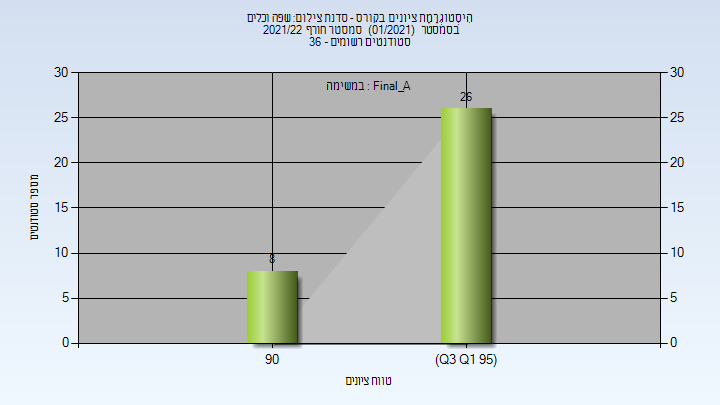 היסטוגרמת ציונים בקורס - סדנת צילום: שפה וכלים
בסמסטר (01/2021) סמסטר חורף 2021/22
סטודנטים רשומים - 36
במשימה : Final_A
30
25
20
15
10
5
0
30
25
20
15
10
5
0
מספר סטודנטים
8
26
90
(Q3 Q1 95)
טווח ציונים